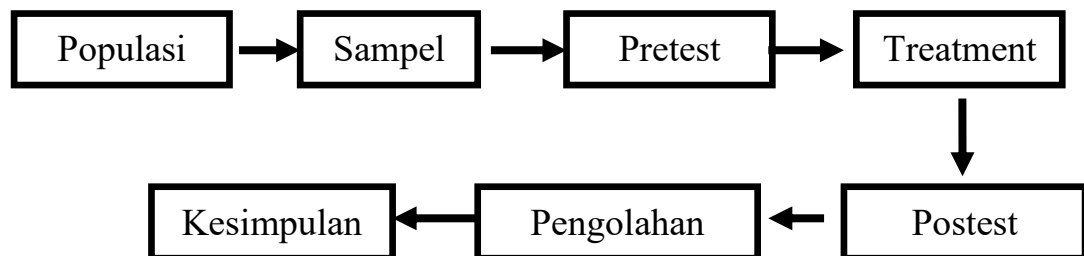 Populasi
Sampel
Pretest
Treatment
Postest
Pengolahan
Kesimpulan